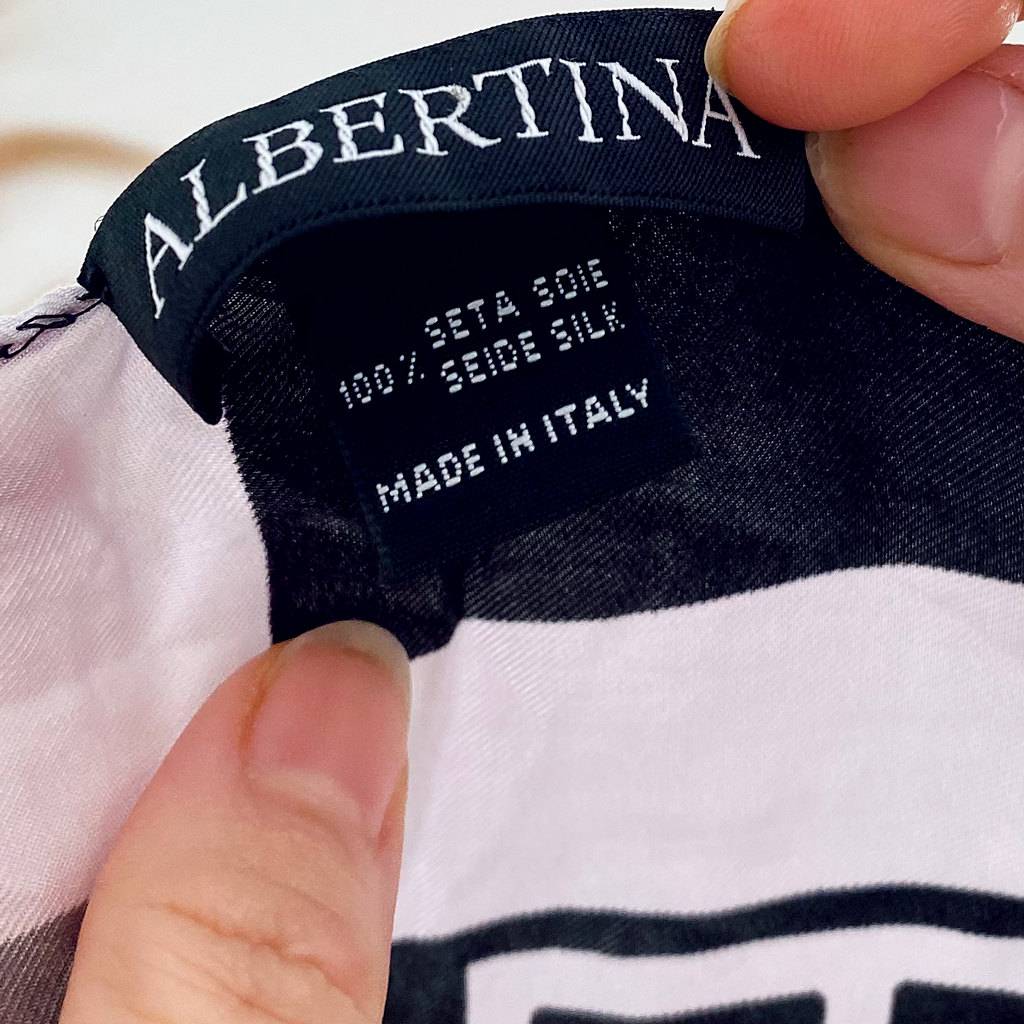 ALBERTINA
SETA SOIE
100% SEIDE SILK
MADE IN ITALY